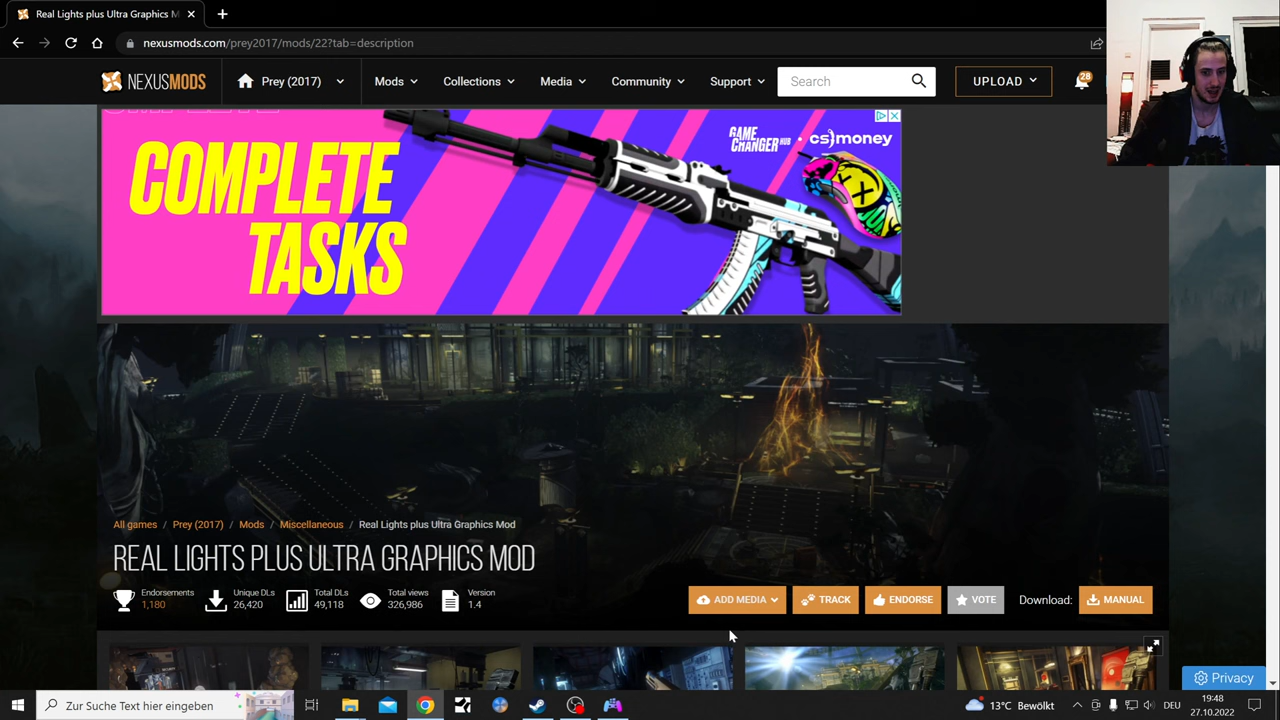 Real Lights plus Ultra Graphics M
nexusmods.com/prey2017/mods/22?tab=description
NEXUSMODS
Prey (2017)
Mods
Collections
Media
Community
Support
Search
UPLOAD
28
COMPLETE
TASKS
GAME
CHANGER HUB
cs money
All games / Prey (2017) / Mods / Miscellaneous / Real Lights plus Ultra Graphics Mod
REAL LIGHTS PLUS ULTRA GRAPHICS MOD
Endorsements
1,180
Unique DLs
26,420
Total DLs
49,118
Total views
326,986
Version
1.4
ADD MEDIA
TRACK
ENDORSE
VOTE
Download:
MANUAL
Privacy
Zur Suche Text hier eingeben
13°C Bewölkt
DEU
19:48
27.10.2022